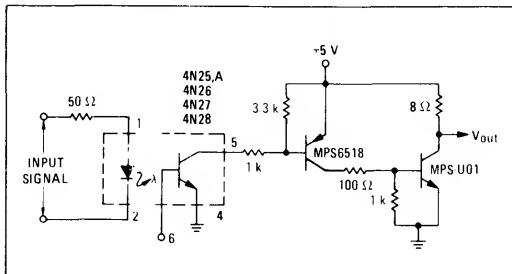 +5 V
4N25,A
4N26
4N27
4N28
50 Ω
3.3 k
8 Ω
1
5
Vout
INPUT
SIGNAL
λ
1 k
MPS6518
MPS-U01
100 Ω
1 k
2
4
6